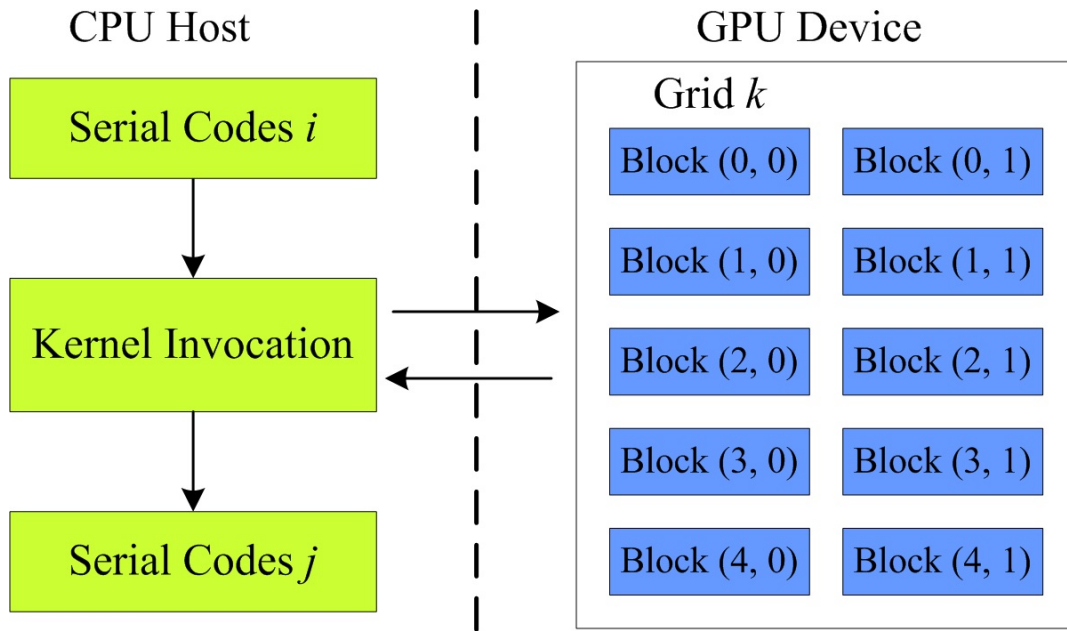 CPU Host
GPU Device
Serial Codes i
Kernel Invocation
Serial Codes j
Grid k
Block (0, 0)
Block (0, 1)
Block (1, 0)
Block (1, 1)
Block (2, 0)
Block (2, 1)
Block (3, 0)
Block (3, 1)
Block (4, 0)
Block (4, 1)